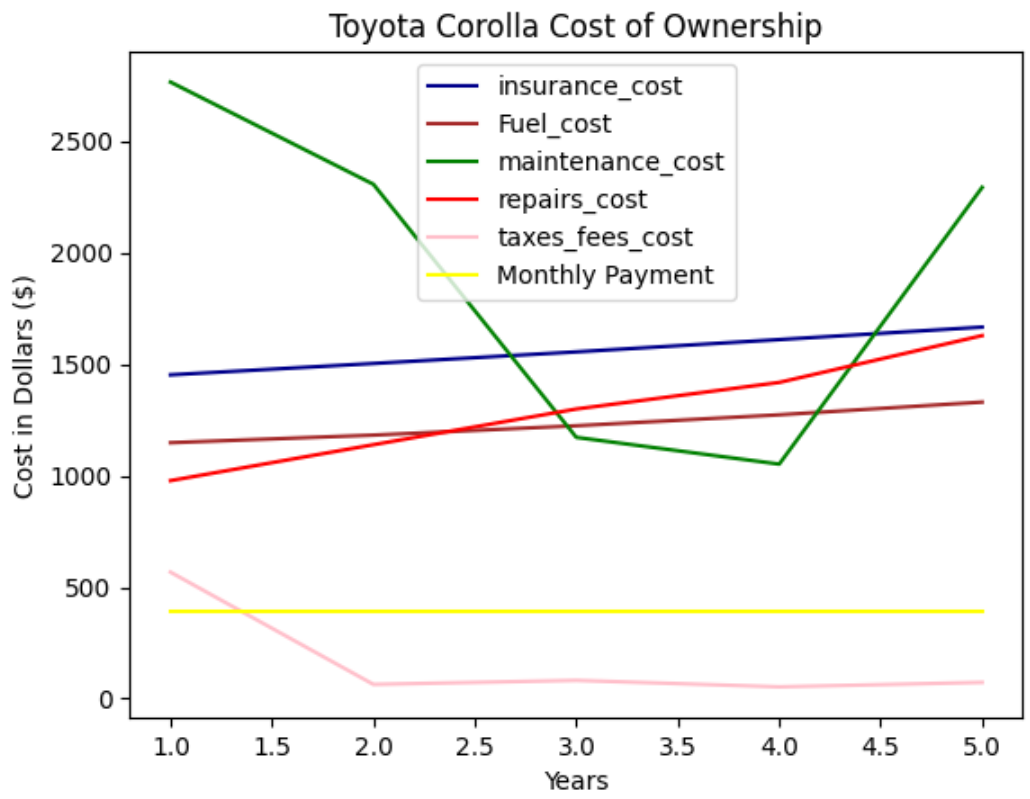 Toyota Corolla Cost of Ownership
insurance_cost
Fuel_cost
maintenance_cost
repairs_cost
taxes_fees_cost
Monthly Payment
Cost in Dollars ($)
2500
2000
1500
1000
500
0
1.0 1.5 2.0 2.5 3.0 3.5 4.0 4.5 5.0
Years